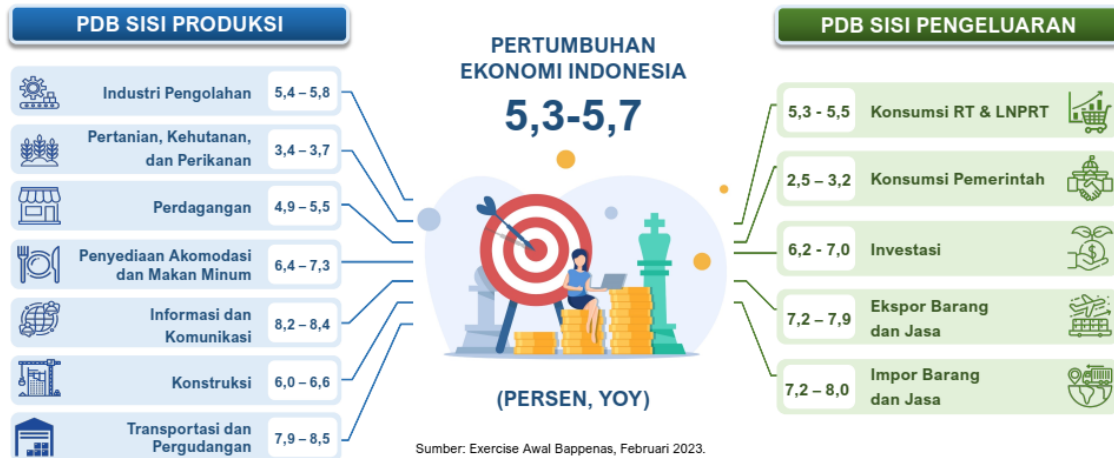 PDB SISI PRODUKSI
Industri Pengolahan 5,4 – 5,8
Pertanian, Kehutanan,
dan Perikanan 3,4 – 3,7
Perdagangan 4,9 – 5,5
Penyediaan Akomodasi
dan Makan Minum 6,4 – 7,3
Informasi dan
Komunikasi 8,2 – 8,4
Konstruksi 6,0 – 6,6
Transportasi dan
Pergudangan 7,9 – 8,5
PERTUMBUHAN
EKONOMI INDONESIA
5,3-5,7
(PERSEN, YOY)
Sumber: Exercise Awal Bappenas, Februari 2023.
PDB SISI PENGELUARAN
5,3 - 5,5 Konsumsi RT & LNPRT
2,5 – 3,2 Konsumsi Pemerintah
6,2 - 7,0 Investasi
7,2 – 7,9 Ekspor Barang
dan Jasa
7,2 – 8,0 Impor Barang
dan Jasa